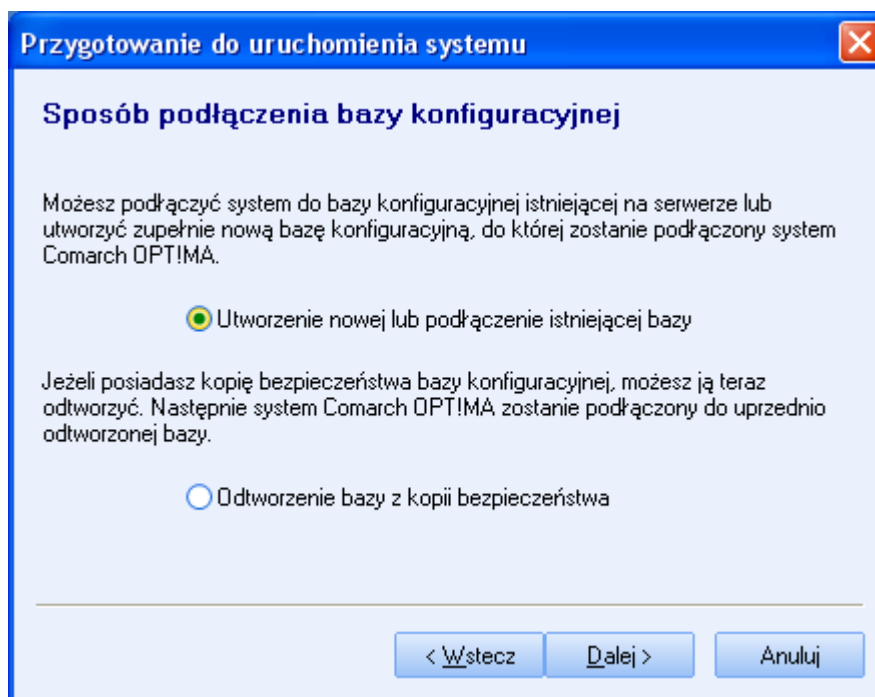 Przygotowanie do uruchomienia systemu
Sposób podłączenia bazy konfiguracyjnej
Możesz podłączyć system do bazy konfiguracyjnej istniejącej na serwerze lub
utworzyć zupełnie nową bazę konfiguracyjną, do której zostanie podłączony system
Comarch OPT!MA.
Utworzenie nowej lub podłączenie istniejącej bazy
Jeżeli posiadasz kopię bezpieczeństwa bazy konfiguracyjnej, możesz ją teraz
odtworzyć. Następnie system Comarch OPT!MA zostanie podłączony do uprzednio
odtworzonej bazy.
Odtworzenie bazy z kopii bezpieczeństwa
< Wstecz
Dalej >
Anuluj